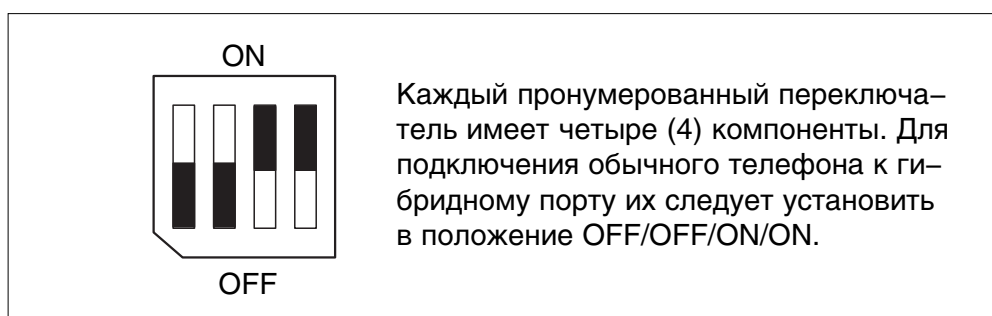 ON
OFF
Каждый пронумерованный переключа–
тель имеет четыре (4) компоненты. Для
подключения обычного телефона к ги–
бридному порту их следует установить
в положение OFF/OFF/ON/ON.